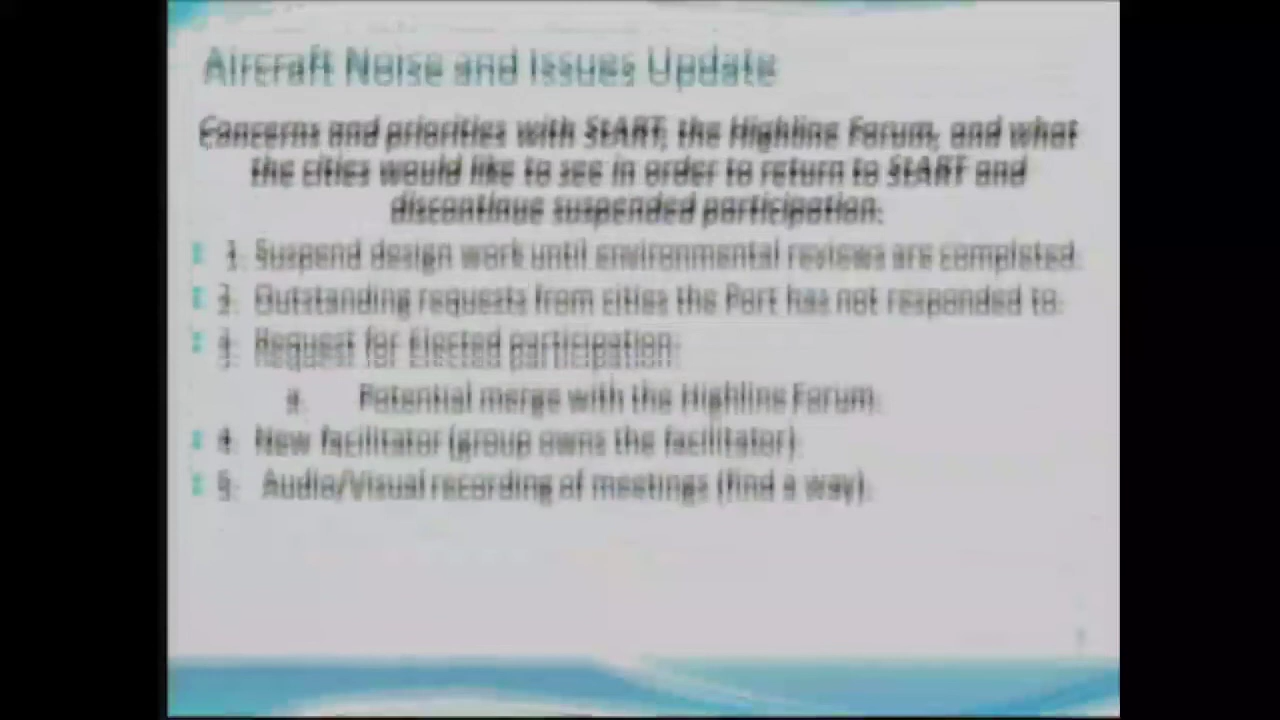 Aircraft Noise and Issues Update
Concerns and priorities with StART, the Highline Forum, and what
the cities would like to see in order to return to StART and
discontinue suspended participation.
1. Suspend design work until environmental reviews are completed.
2. Outstanding requests from cities the Port has not responded to.
3. Request for Elected participation.
a. Potential merge with the Highline Forum.
4. New facilitator (group owns the facilitator)
5. Audio/Visual recording of meetings (find a way).